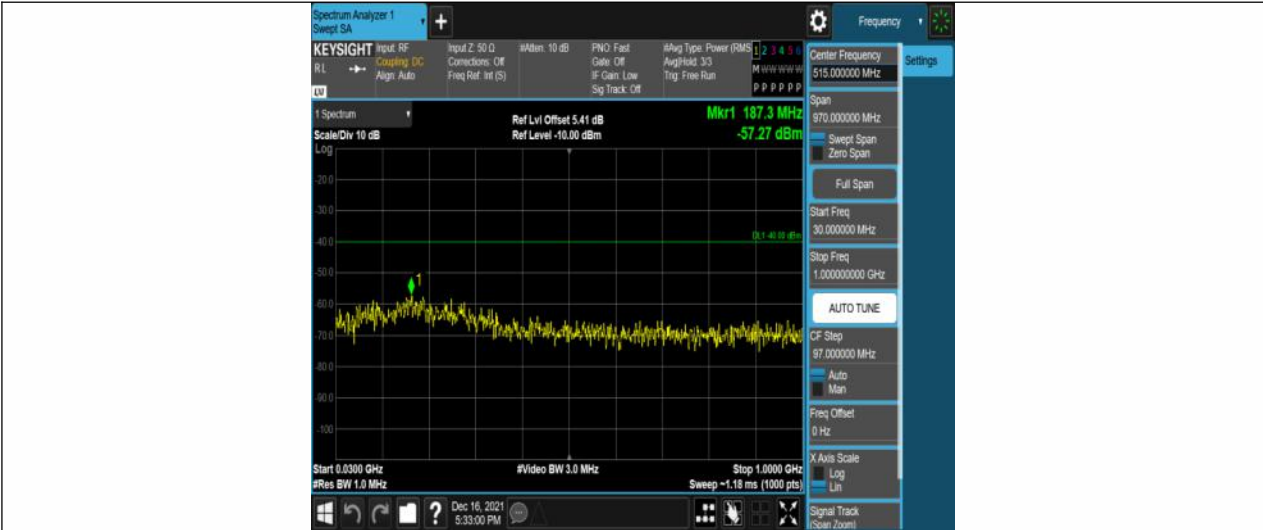 Spectrum Analyzer 1
Swept SA
Frequency
KEYSIGHT
RL
Input: RF
Coupling: DC
Align: Auto
Input Z: 50 Ω
Corrections: Off
Freq Ref: Int (S)
#Atten: 10 dB
PNO: Fast
Gate: Off
IF Gain: Low
Sig Track: Off
#Avg Type: Power (RMS
Avg|Hold: 3/3
Trig: Free Run
1 2 3 4 5 6
M W W W W W
P P P P P P
1 Spectrum
Scale/Div 10 dB
Log
Ref Lvl Offset 5.41 dB
Ref Level -10.00 dBm
Mkr1 187.3 MHz
-57.27 dBm
-20.0
-30.0
-40.0
DL1 -40.00 dBm
-50.0
1
-60.0
-70.0
-80.0
-90.0
-100
Start 0.0300 GHz
#Res BW 1.0 MHz
#Video BW 3.0 MHz
Stop 1.0000 GHz
Sweep ~1.18 ms (1000 pts)
Dec 16, 2021
5:33:00 PM
Center Frequency
515.000000 MHz
Settings
Span
970.000000 MHz
Swept Span
Zero Span
Full Span
Start Freq
30.000000 MHz
Stop Freq
1.000000000 GHz
AUTO TUNE
CF Step
97.000000 MHz
Auto
Man
Freq Offset
0 Hz
X Axis Scale
Log
Lin
Signal Track
(Span Zoom)